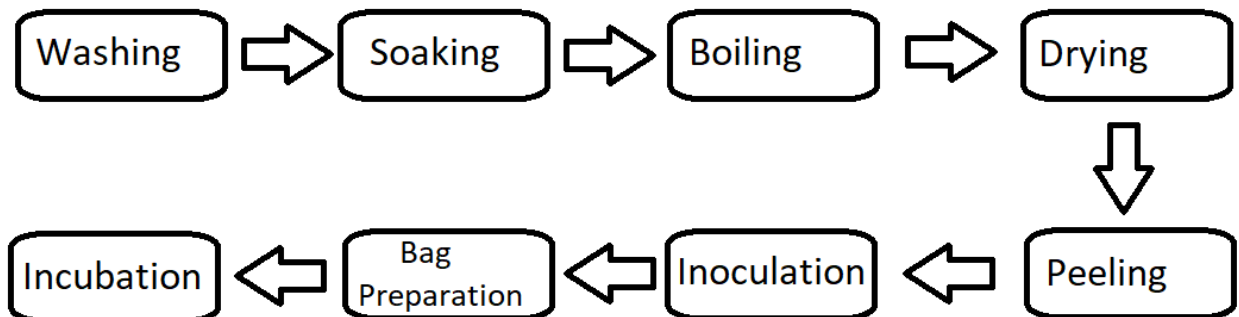 Washing
Soaking
Boiling
Drying
Peeling
Inoculation
Bag
Preparation
Incubation